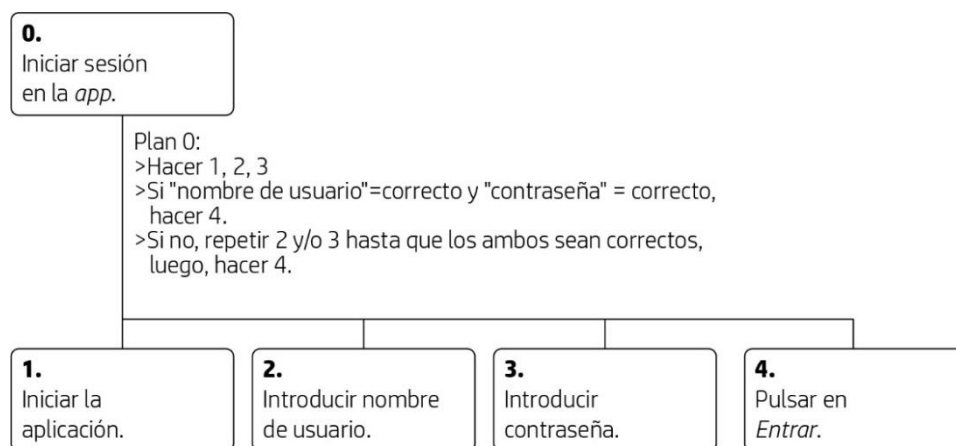 0.
Iniciar sesión
en la app.
Plan 0:
>Hacer 1, 2, 3
>Si "nombre de usuario"=correcto y "contraseña" = correcto,
hacer 4.
>Si no, repetir 2 y/o 3 hasta que los ambos sean correctos,
luego, hacer 4.
1.
Iniciar la
aplicación.
2.
Introducir nombre
de usuario.
3.
Introducir
contraseña.
4.
Pulsar en
Entrar.